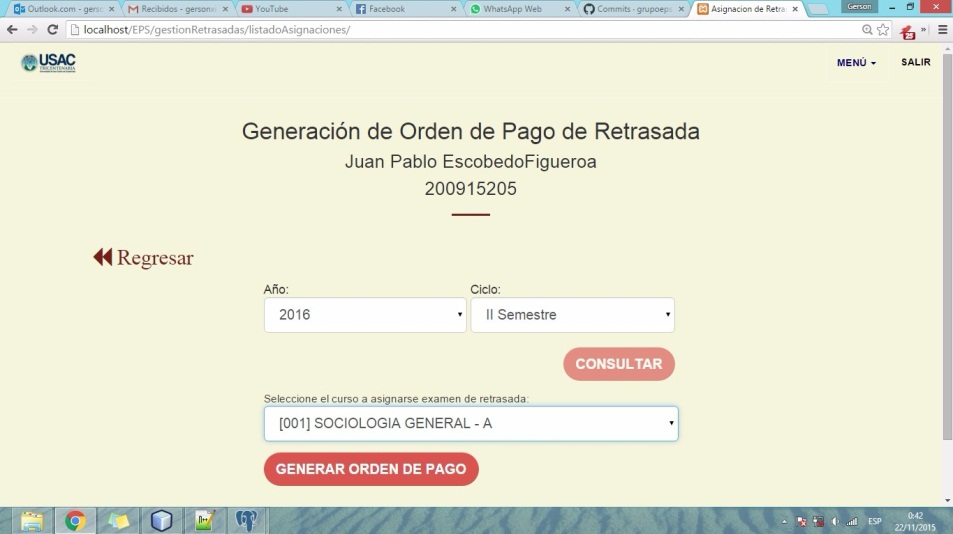 Outlook.com - gerso
Recibidos - gersonxi
YouTube
Facebook
WhatsApp Web
Commits · grupoeps
Asignacion de Retra
Gerson
localhost/EPS/gestionRetrasadas/listadoAsignaciones/
USAC
TRICENTENARIA
MENÚ
SALIR
Generación de Orden de Pago de Retrasada
Juan Pablo EscobedoFigueroa
200915205
Regresar
Año: Ciclo:
2016 II Semestre
CONSULTAR
Seleccione el curso a asignarse examen de retrasada:
[001] SOCIOLOGIA GENERAL - A
GENERAR ORDEN DE PAGO
ESP
0:42
22/11/2015